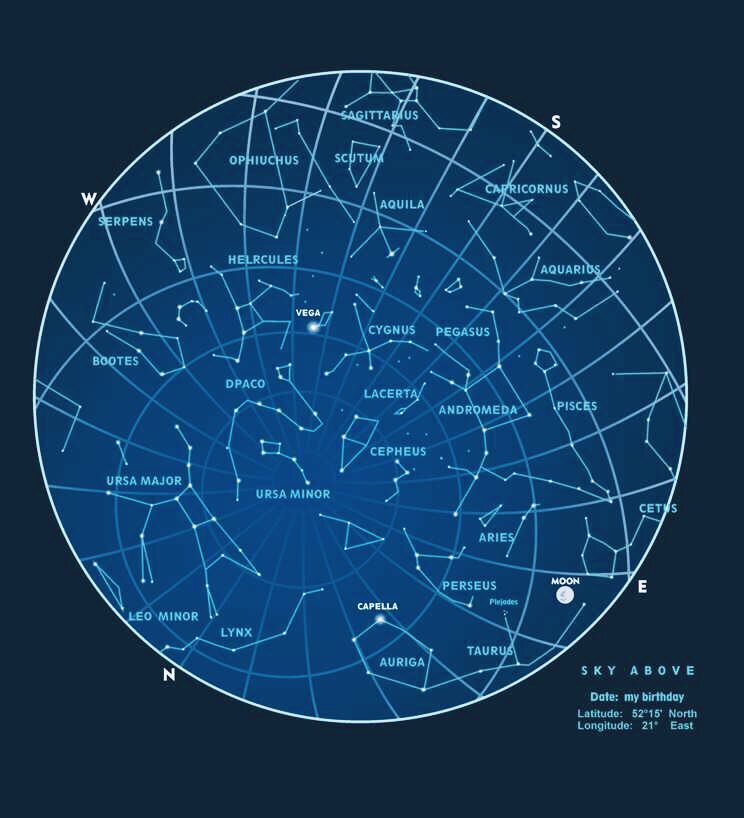 SAGITTARIUS
S
OPHIUCHUS
SCUTUM
CAPRICORNUS
W
AQUILA
SERPENS
HELRCULES
AQUARIUS
VEGA
CYGNUS
PEGASUS
BOOTES
DPACO
LACERTA
ANDROMEDA
PISCES
CEPHEUS
URSA MAJOR
URSA MINOR
CETUS
ARIES
MOON
E
PERSEUS
Plejades
CAPELLA
LEO MINOR
LYNX
TAURUS
AURIGA
N
SKY ABOVE
Date: my birthday
Latitude: 52°15' North
Longitude: 21° East